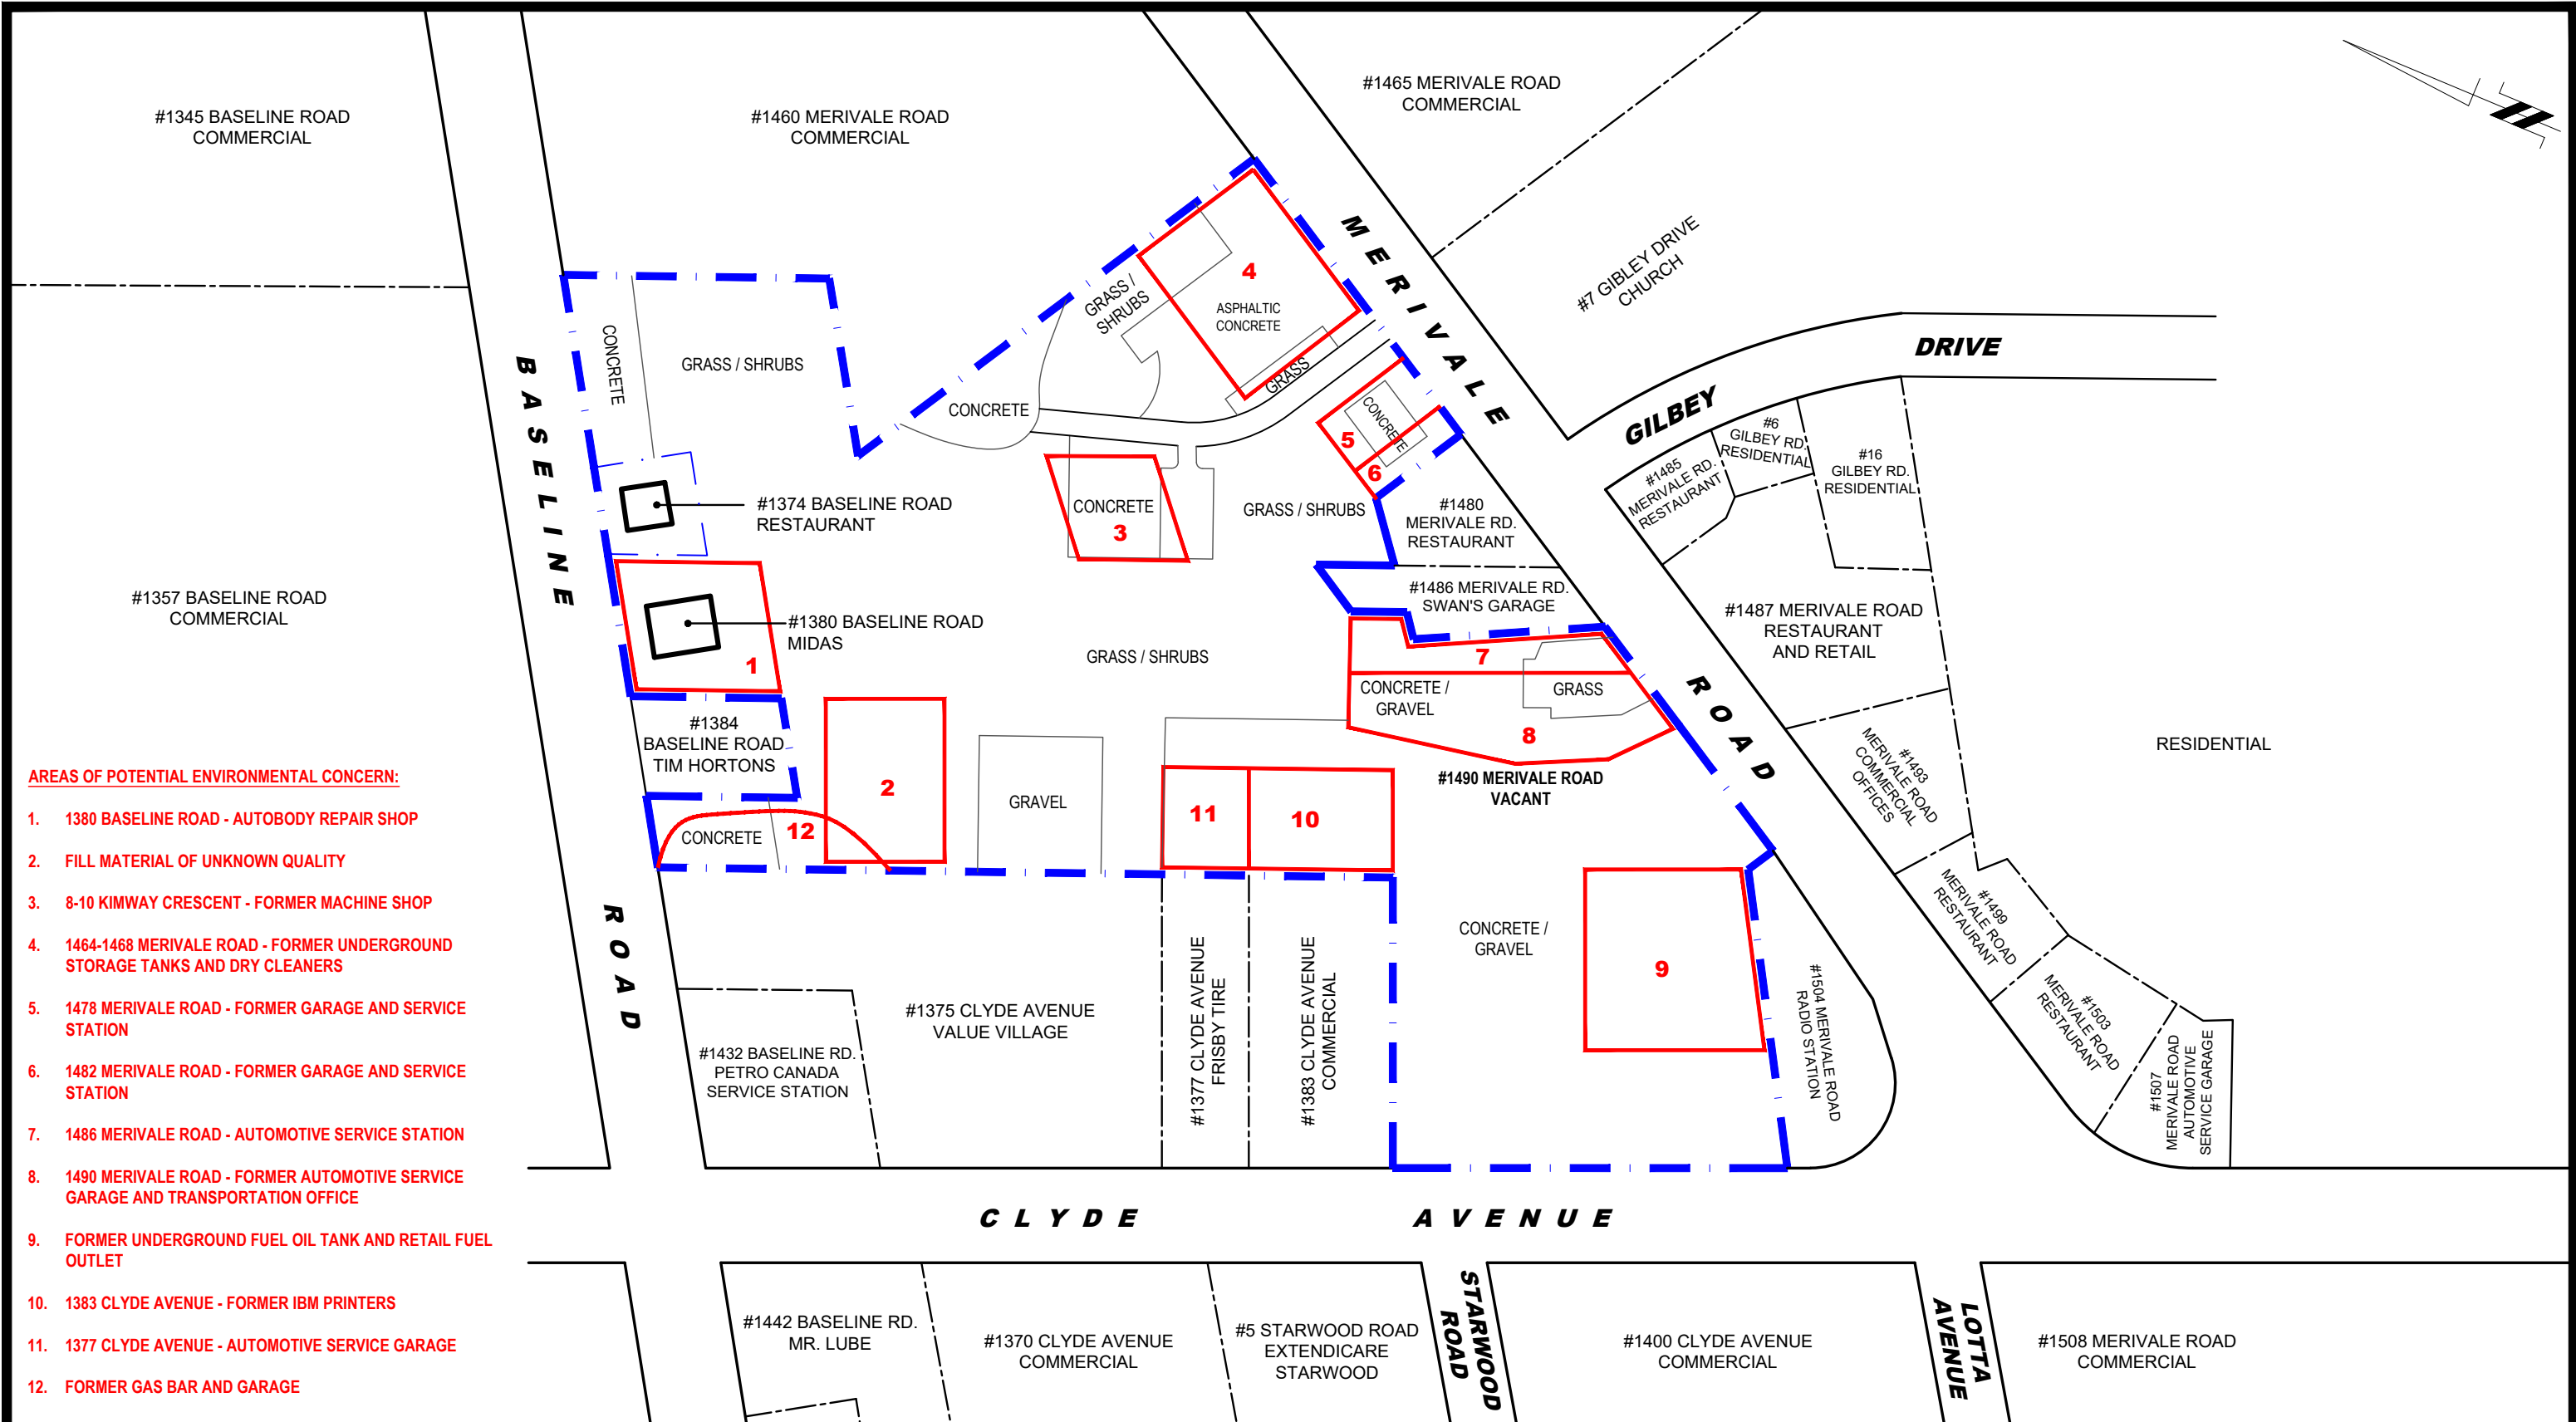 #1345 BASELINE ROAD
COMMERCIAL
#1460 MERIVALE ROAD
COMMERCIAL
#1465 MERIVALE ROAD
COMMERCIAL
#7 GIBLEY DRIVE
CHURCH
MERIVALE
ROAD
GILBEY
DRIVE
BASELINE
ROAD
CONCRETE
GRASS / SHRUBS
GRASS /
SHRUBS
4
ASPHALTIC
CONCRETE
GRASS
CONCRETE
CONCRETE
5
6
#1374 BASELINE ROAD
RESTAURANT
CONCRETE
3
GRASS / SHRUBS
#1480
MERIVALE RD.
RESTAURANT
#1485
MERIVALE RD.
RESTAURANT
#6
GILBEY RD.
RESIDENTIAL
#16
GILBEY RD.
RESIDENTIAL
#1357 BASELINE ROAD
COMMERCIAL
#1380 BASELINE ROAD
MIDAS
1
GRASS / SHRUBS
#1486 MERIVALE RD.
SWAN'S GARAGE
7
CONCRETE /
GRAVEL
GRASS
8
#1487 MERIVALE ROAD
RESTAURANT
AND RETAIL
#1384
BASELINE ROAD
TIM HORTONS
2
GRAVEL
11
10
#1490 MERIVALE ROAD
VACANT
CONCRETE
12
#1493
MERIVALE ROAD
COMMERCIAL
OFFICES
RESIDENTIAL
#1499
MERIVALE ROAD
RESTAURANT
#1503
MERIVALE ROAD
RESTAURANT
#1507
MERIVALE ROAD
AUTOMOTIVE
SERVICE GARAGE
CONCRETE /
GRAVEL
9
#1504 MERIVALE ROAD
RADIO STATION
#1432 BASELINE RD.
PETRO CANADA
SERVICE STATION
#1375 CLYDE AVENUE
VALUE VILLAGE
#1377 CLYDE AVENUE
FRISBY TIRE
#1383 CLYDE AVENUE
COMMERCIAL
CLYDE AVENUE
#1442 BASELINE RD.
MR. LUBE
#1370 CLYDE AVENUE
COMMERCIAL
#5 STARWOOD ROAD
EXTENDICARE
STARWOOD
STARWOOD
ROAD
#1400 CLYDE AVENUE
COMMERCIAL
LOTTA
AVENUE
#1508 MERIVALE ROAD
COMMERCIAL
AREAS OF POTENTIAL ENVIRONMENTAL CONCERN:
1. 1380 BASELINE ROAD - AUTOBODY REPAIR SHOP
2. FILL MATERIAL OF UNKNOWN QUALITY
3. 8-10 KIMWAY CRESCENT - FORMER MACHINE SHOP
4. 1464-1468 MERIVALE ROAD - FORMER UNDERGROUND
STORAGE TANKS AND DRY CLEANERS
5. 1478 MERIVALE ROAD - FORMER GARAGE AND SERVICE
STATION
6. 1482 MERIVALE ROAD - FORMER GARAGE AND SERVICE
STATION
7. 1486 MERIVALE ROAD - AUTOMOTIVE SERVICE STATION
8. 1490 MERIVALE ROAD - FORMER AUTOMOTIVE SERVICE
GARAGE AND TRANSPORTATION OFFICE
9. FORMER UNDERGROUND FUEL OIL TANK AND RETAIL FUEL
OUTLET
10. 1383 CLYDE AVENUE - FORMER IBM PRINTERS
11. 1377 CLYDE AVENUE - AUTOMOTIVE SERVICE GARAGE
12. FORMER GAS BAR AND GARAGE